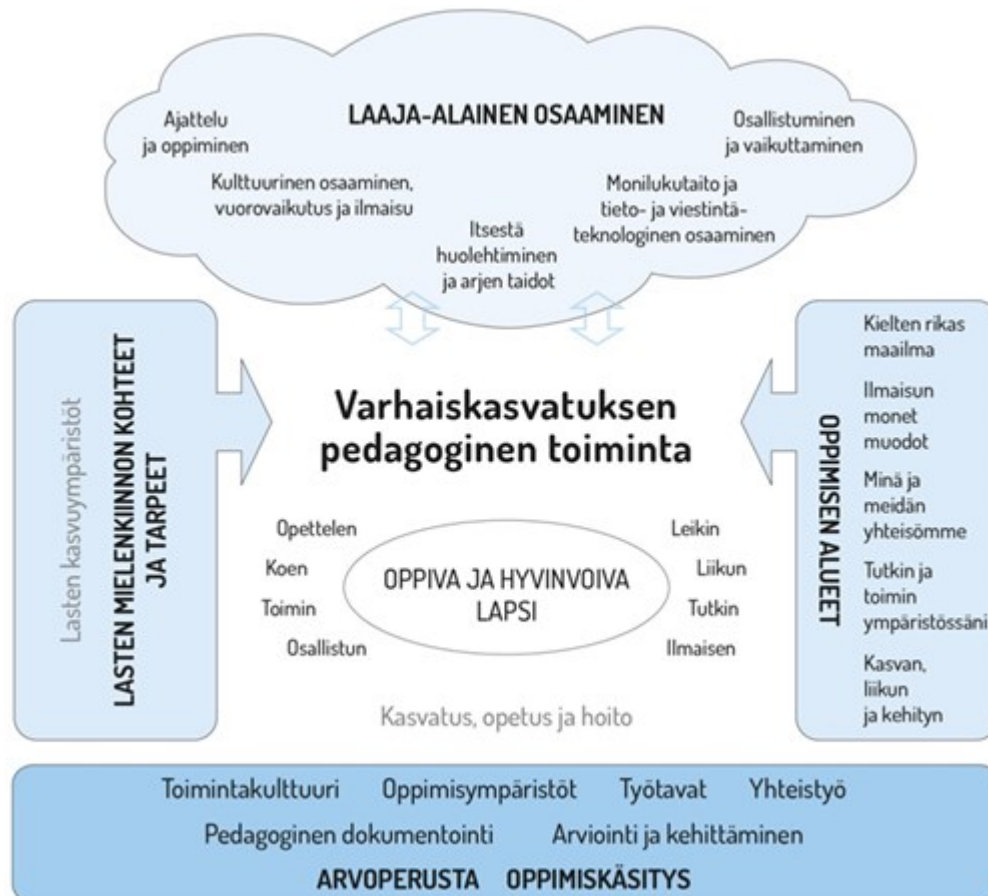 LAAJA-ALAINEN OSAAMINEN
Ajattelu
ja oppiminen
Osallistuminen
ja vaikuttaminen
Kulttuurinen osaaminen,
vuorovaikutus ja ilmaisu
Monilukutaito ja
tieto- ja viestintä-
teknologinen osaaminen
Itsestä
huolehtiminen
ja arjen taidot
Lasten kasvuympäristöt
LASTEN MIELENKIINNON KOHTEET
JA TARPEET
Varhaiskasvatuksen
pedagoginen toiminta
Opettelen
Koen
Toimin
Osallistun
OPPIVA JA HYVINVOIVA
LAPSI
Leikin
Liikun
Tutkin
Ilmaisen
Kasvatus, opetus ja hoito
OPPIMISEN ALUEET
Kielten rikas
maailma
Ilmaisun
monet
muodot
Minä ja
meidän
yhteisömme
Tutkin ja
toimin
ympäristössäni
Kasvan,
liikun
ja kehityn
Toimintakulttuuri Oppimisympäristöt Työtavat Yhteistyö
Pedagoginen dokumentointi Arviointi ja kehittäminen
ARVOPERUSTA OPPIMISKÄSITYS